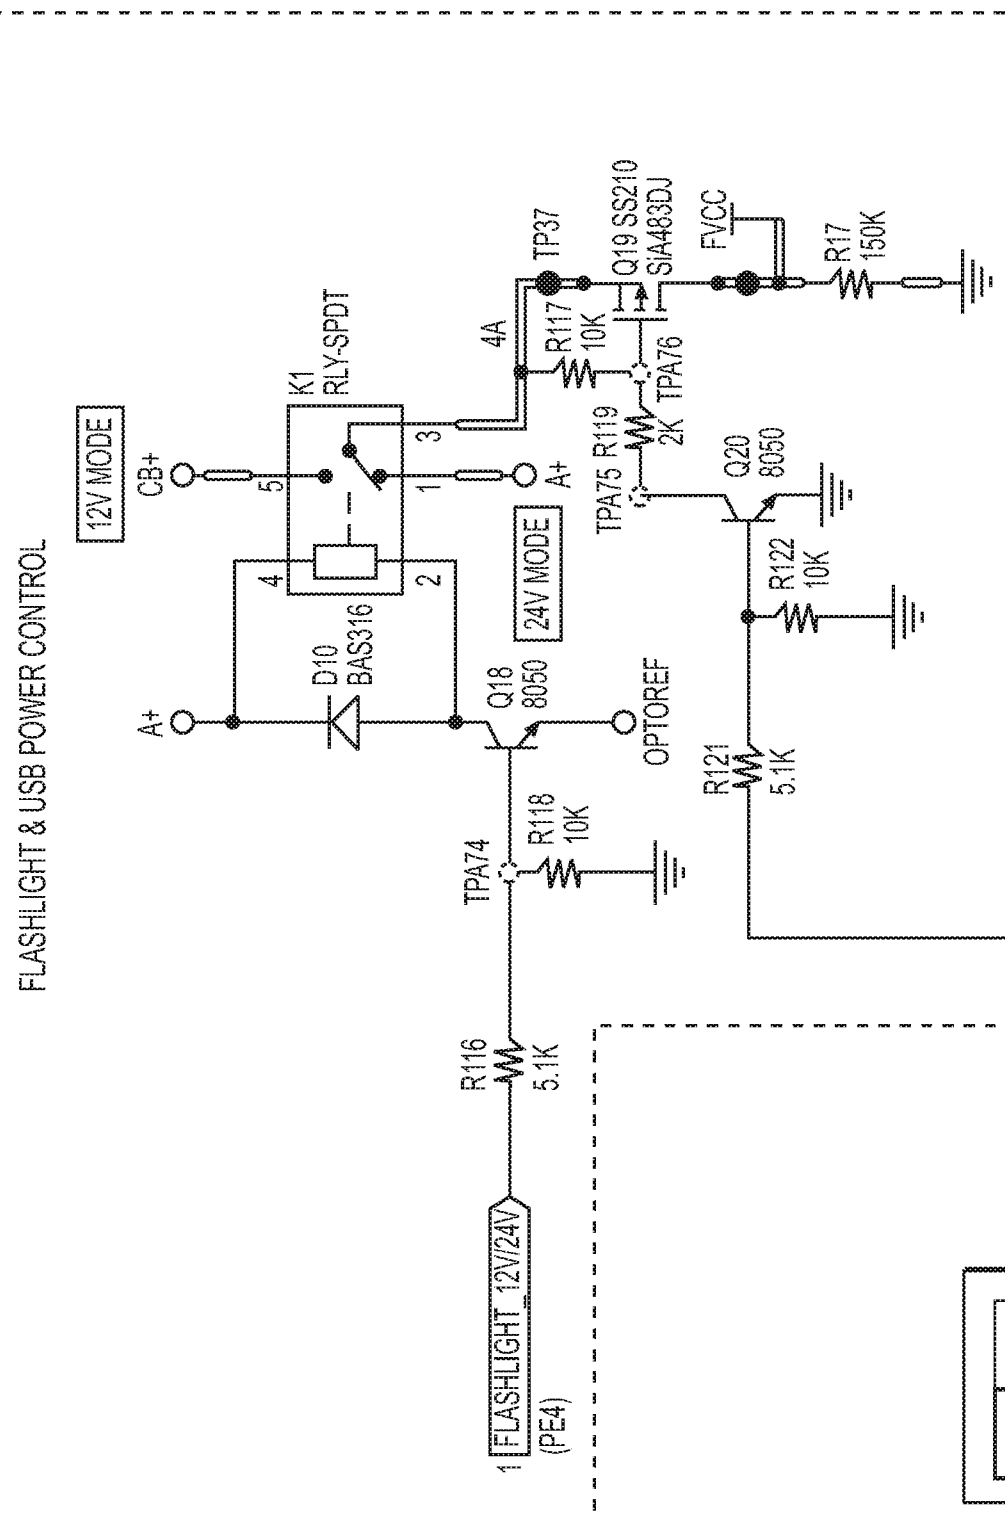 FLASHLIGHT & USB POWER CONTROL
12V MODE
CB+
A+
K1
RLY-SPDT
5
4
3
1
2
D10
BAS316
A+
24V MODE
4A
TP37
R117
10K
Q19 SS210
SiA483DJ
FVCC
R17
150K
TPA76
R119
2K
TPA75
Q20
8050
R122
10K
R121
5.1K
Q18
8050
OPTOREF
TPA74
R118
10K
R116
5.1K
1 FLASHLIGHT_12V/24V
(PE4)